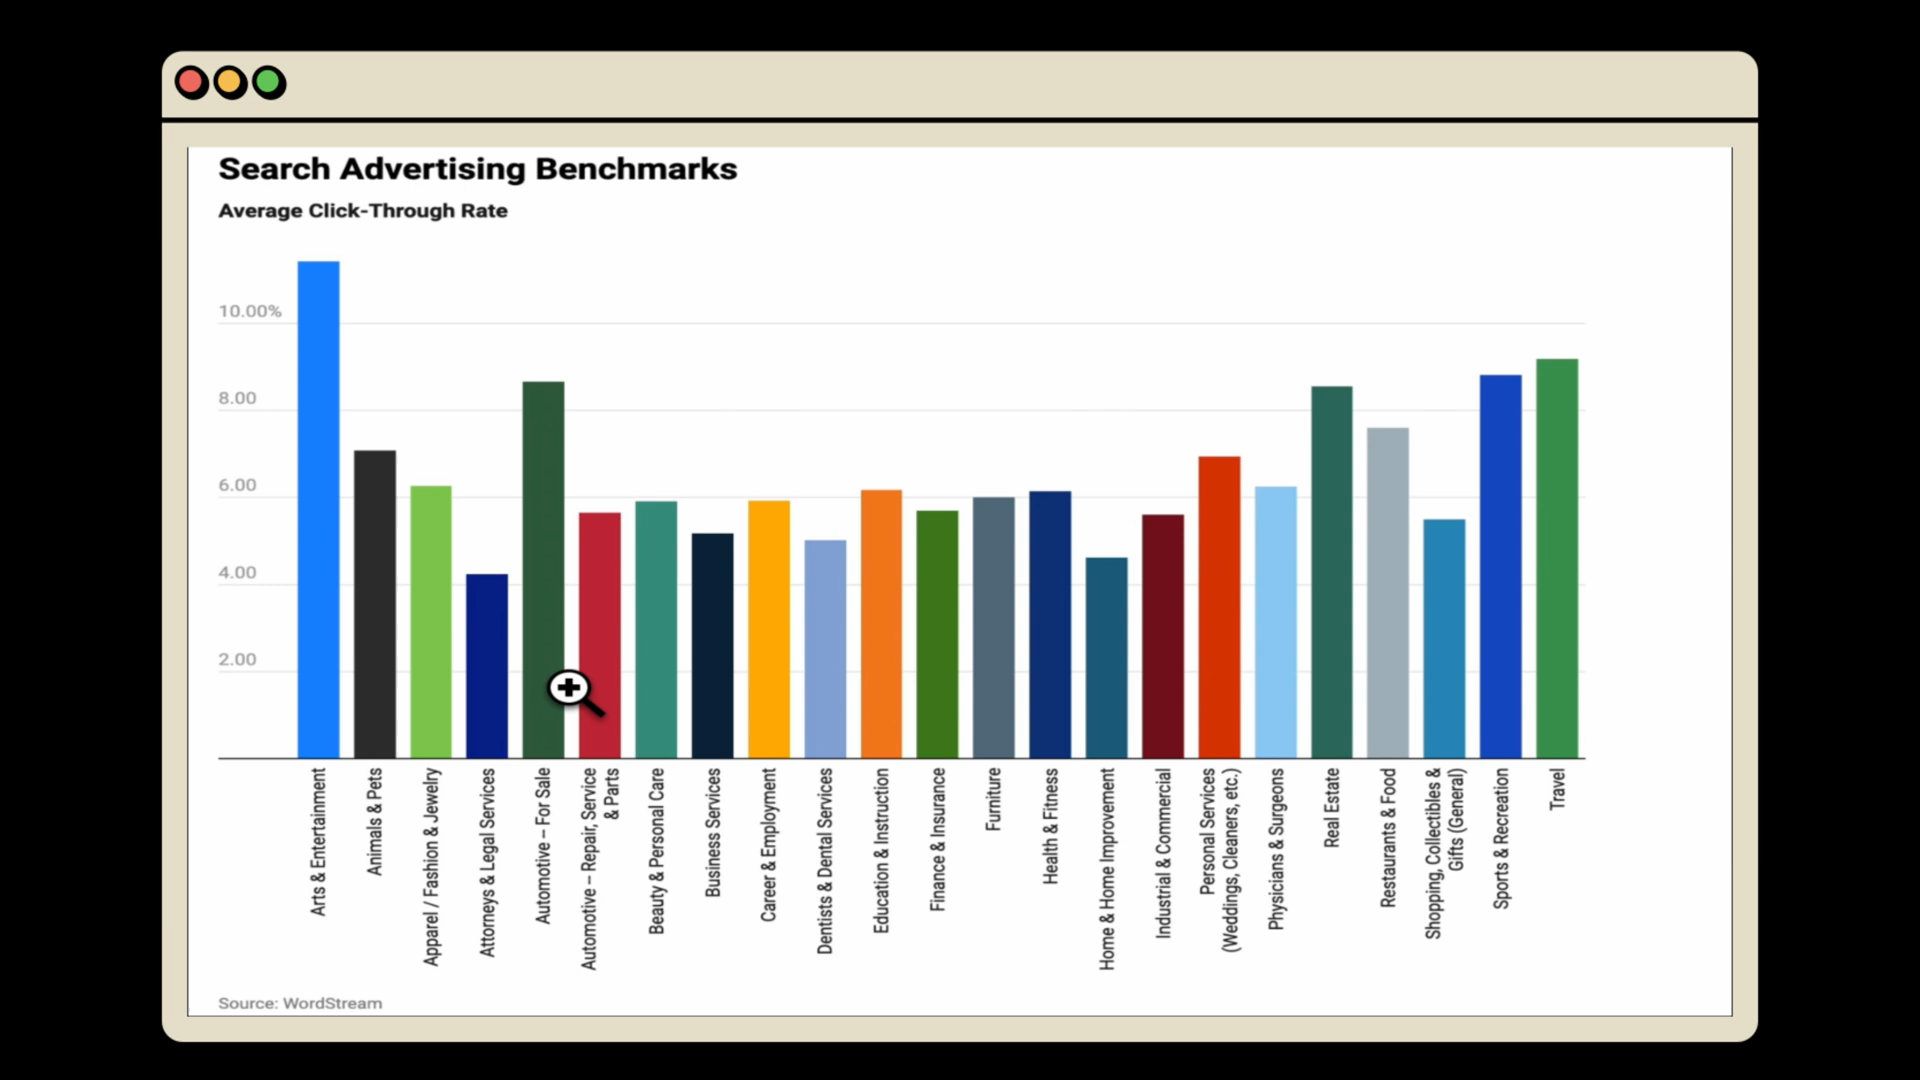 Search Advertising Benchmarks
Average Click-Through Rate
10.00%
8.00
6.00
4.00
2.00
Arts & Entertainment
Animals & Pets
Apparel / Fashion & Jewelry
Attorneys & Legal Services
Automotive – For Sale
Automotive – Repair, Service
& Parts
Beauty & Personal Care
Business Services
Career & Employment
Dentists & Dental Services
Education & Instruction
Finance & Insurance
Furniture
Health & Fitness
Home & Home Improvement
Industrial & Commercial
Personal Services
(Weddings, Cleaners, etc.)
Physicians & Surgeons
Real Estate
Restaurants & Food
Shopping, Collectibles &
Gifts (General)
Sports & Recreation
Travel
Source: WordStream